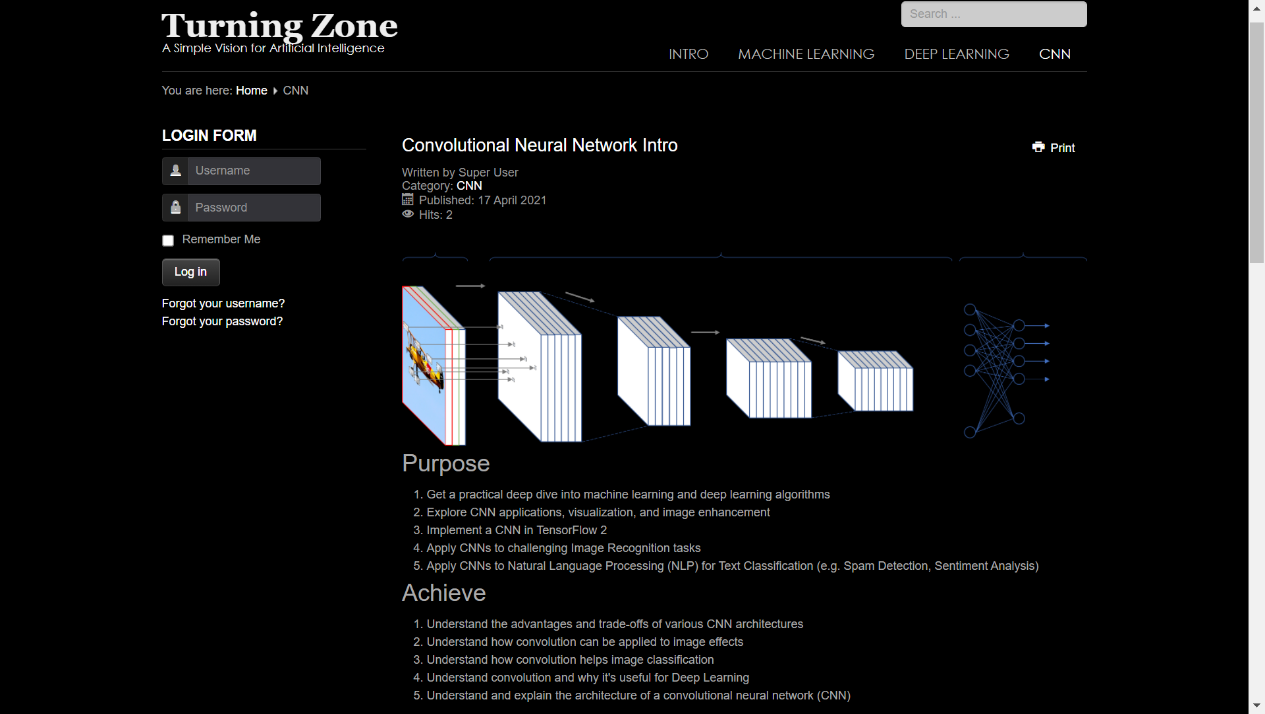 Turning Zone
A Simple Vision for Artificial Intelligence
Search ...
INTRO MACHINE LEARNING DEEP LEARNING CNN
You are here: Home CNN
LOGIN FORM
Username
Password
Remember Me
Log in
Forgot your username?
Forgot your password?
Convolutional Neural Network Intro
Print
Written by Super User
Category: CNN
Published: 17 April 2021
Hits: 2
Purpose
1. Get a practical deep dive into machine learning and deep learning algorithms
2. Explore CNN applications, visualization, and image enhancement
3. Implement a CNN in TensorFlow 2
4. Apply CNNs to challenging Image Recognition tasks
5. Apply CNNs to Natural Language Processing (NLP) for Text Classification (e.g. Spam Detection, Sentiment Analysis)
Achieve
1. Understand the advantages and trade-offs of various CNN architectures
2. Understand how convolution can be applied to image effects
3. Understand how convolution helps image classification
4. Understand convolution and why it's useful for Deep Learning
5. Understand and explain the architecture of a convolutional neural network (CNN)